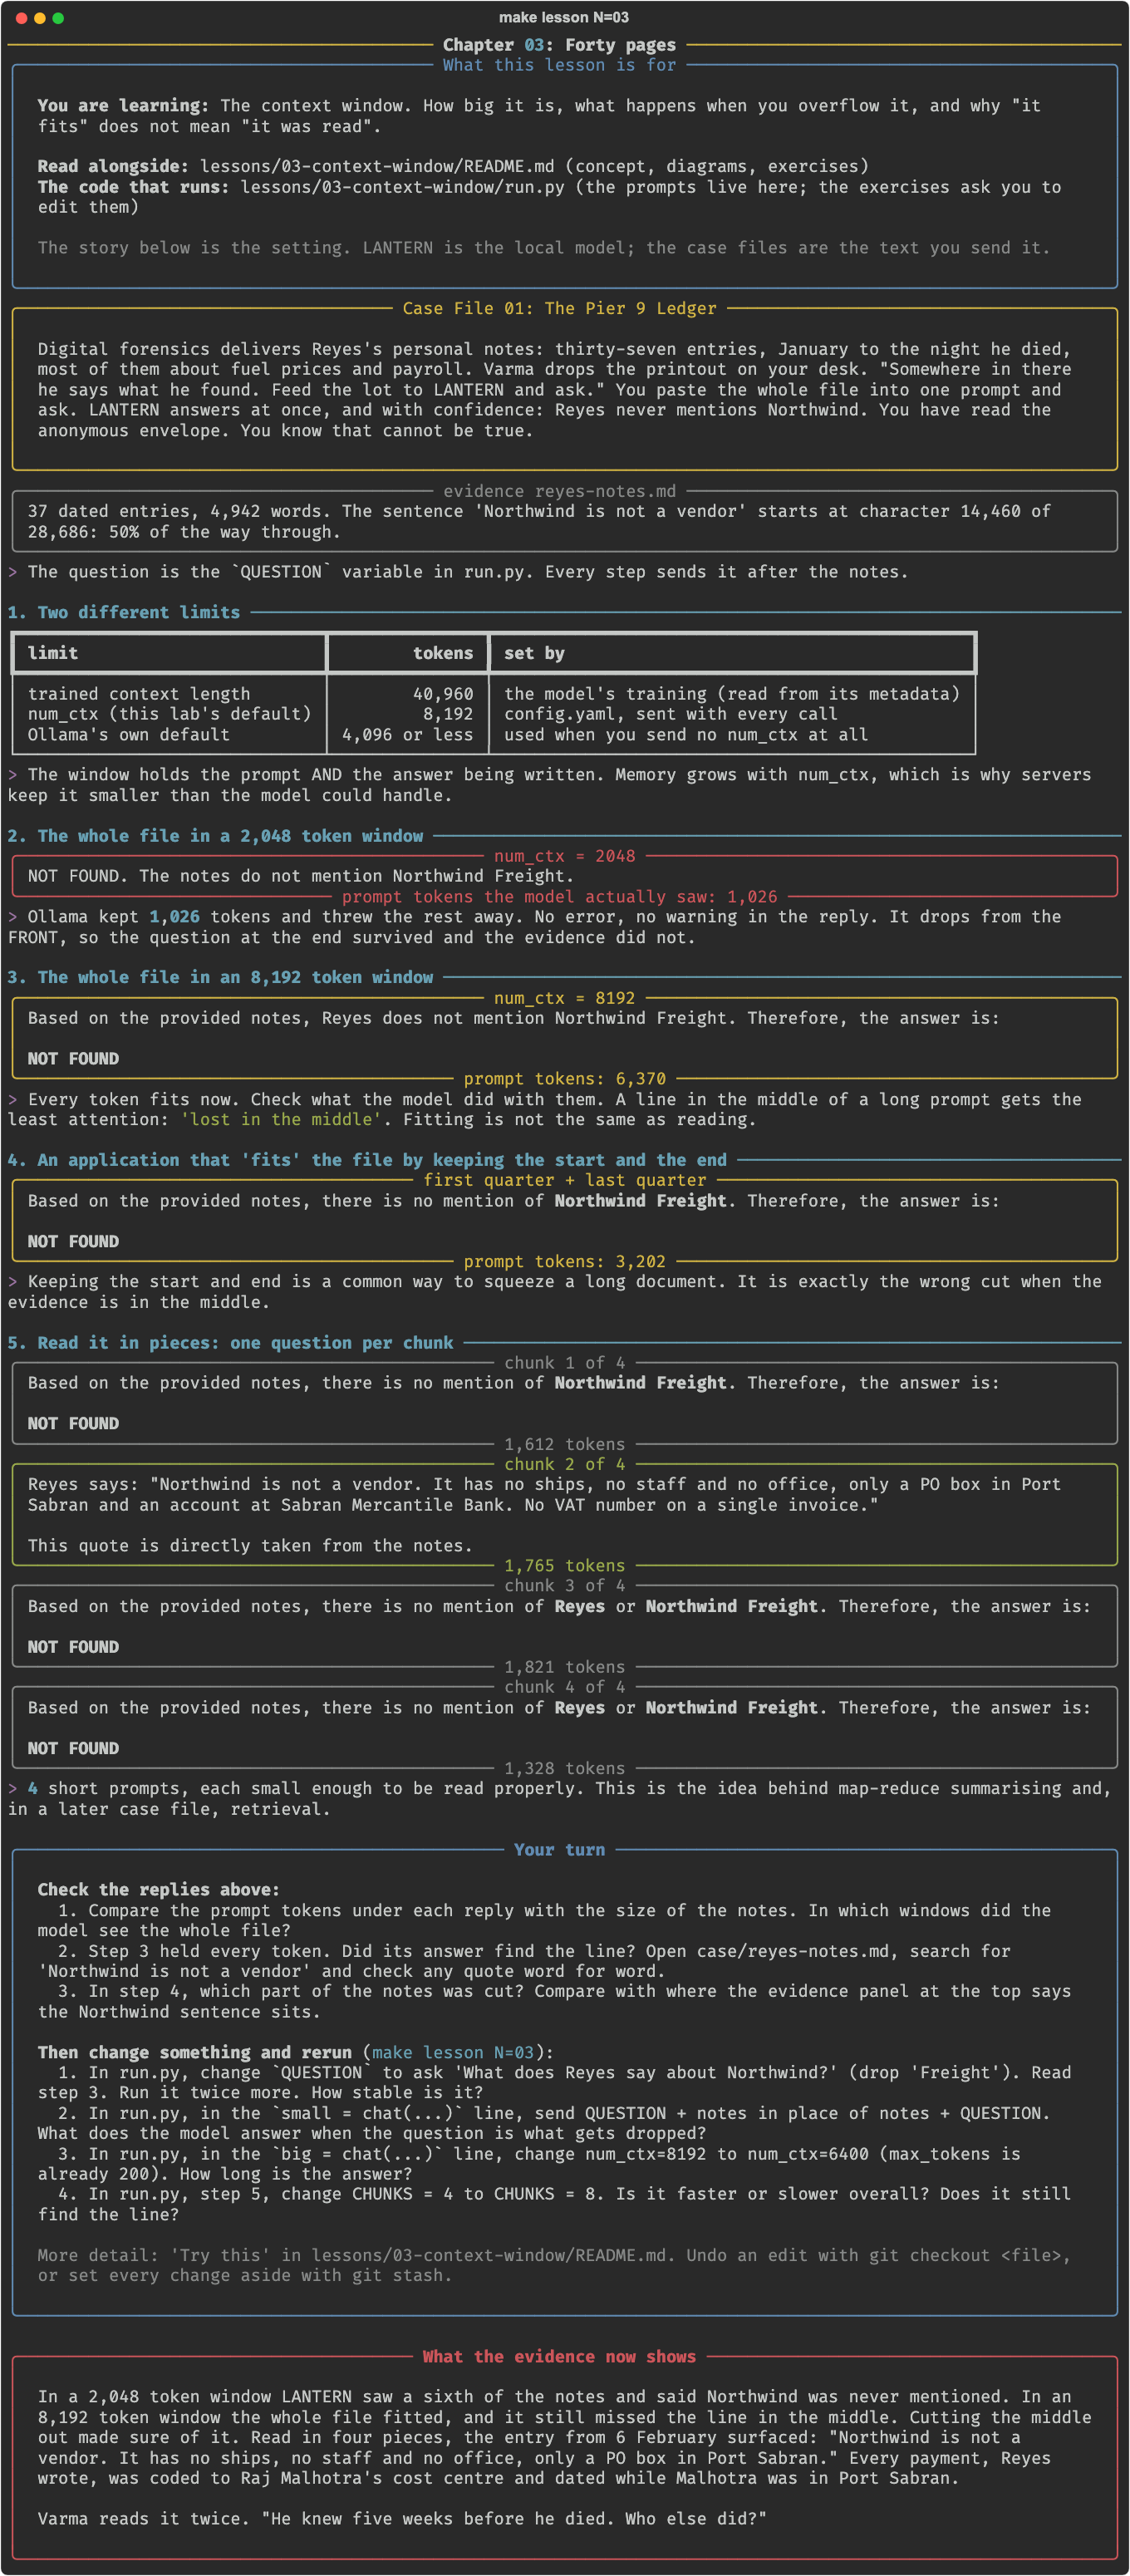 make lesson N=03
Chapter 03: Forty pages
What this lesson is for
You are learning: The context window. How big it is, what happens when you overflow it, and why "it
fits" does not mean "it was read".
Read alongside: lessons/03-context-window/README.md (concept, diagrams, exercises)
The code that runs: lessons/03-context-window/run.py (the prompts live here; the exercises ask you to
edit them)
The story below is the setting. LANTERN is the local model; the case files are the text you send it.
Case File 01: The Pier 9 Ledger
Digital forensics delivers Reyes's personal notes: thirty-seven entries, January to the night he died,
most of them about fuel prices and payroll. Varma drops the printout on your desk. "Somewhere in there
he says what he found. Feed the lot to LANTERN and ask." You paste the whole file into one prompt and
ask. LANTERN answers at once, and with confidence: Reyes never mentions Northwind. You have read the
anonymous envelope. You know that cannot be true.
evidence reyes-notes.md
37 dated entries, 4,942 words. The sentence 'Northwind is not a vendor' starts at character 14,460 of
28,686: 50% of the way through.
> The question is the `QUESTION` variable in run.py. Every step sends it after the notes.
1. Two different limits
limit tokens set by
trained context length 40,960 the model's training (read from its metadata)
num_ctx (this lab's default) 8,192 config.yaml, sent with every call
Ollama's own default 4,096 or less used when you send no num_ctx at all
> The window holds the prompt AND the answer being written. Memory grows with num_ctx, which is why servers
keep it smaller than the model could handle.
2. The whole file in a 2,048 token window
num_ctx = 2048
NOT FOUND. The notes do not mention Northwind Freight.
prompt tokens the model actually saw: 1,026
> Ollama kept 1,026 tokens and threw the rest away. No error, no warning in the reply. It drops from the
FRONT, so the question at the end survived and the evidence did not.
3. The whole file in an 8,192 token window
num_ctx = 8192
Based on the provided notes, Reyes does not mention Northwind Freight. Therefore, the answer is:
NOT FOUND
prompt tokens: 6,370
> Every token fits now. Check what the model did with them. A line in the middle of a long prompt gets the
least attention: 'lost in the middle'. Fitting is not the same as reading.
4. An application that 'fits' the file by keeping the start and the end
first quarter + last quarter
Based on the provided notes, there is no mention of Northwind Freight. Therefore, the answer is:
NOT FOUND
prompt tokens: 3,202
> Keeping the start and end is a common way to squeeze a long document. It is exactly the wrong cut when the
evidence is in the middle.
5. Read it in pieces: one question per chunk
chunk 1 of 4
Based on the provided notes, there is no mention of Northwind Freight. Therefore, the answer is:
NOT FOUND
1,612 tokens
chunk 2 of 4
Reyes says: "Northwind is not a vendor. It has no ships, no staff and no office, only a PO box in Port
Sabran and an account at Sabran Mercantile Bank. No VAT number on a single invoice."
This quote is directly taken from the notes.
1,765 tokens
chunk 3 of 4
Based on the provided notes, there is no mention of Reyes or Northwind Freight. Therefore, the answer is:
NOT FOUND
1,821 tokens
chunk 4 of 4
Based on the provided notes, there is no mention of Reyes or Northwind Freight. Therefore, the answer is:
NOT FOUND
1,328 tokens
> 4 short prompts, each small enough to be read properly. This is the idea behind map-reduce summarising and,
in a later case file, retrieval.
Your turn
Check the replies above:
1. Compare the prompt tokens under each reply with the size of the notes. In which windows did the
model see the whole file?
2. Step 3 held every token. Did its answer find the line? Open case/reyes-notes.md, search for
'Northwind is not a vendor' and check any quote word for word.
3. In step 4, which part of the notes was cut? Compare with where the evidence panel at the top says
the Northwind sentence sits.
Then change something and rerun (make lesson N=03):
1. In run.py, change `QUESTION` to ask 'What does Reyes say about Northwind?' (drop 'Freight'). Read
step 3. Run it twice more. How stable is it?
2. In run.py, in the `small = chat(...)` line, send QUESTION + notes in place of notes + QUESTION.
What does the model answer when the question is what gets dropped?
3. In run.py, in the `big = chat(...)` line, change num_ctx=8192 to num_ctx=6400 (max_tokens is
already 200). How long is the answer?
4. In run.py, step 5, change CHUNKS = 4 to CHUNKS = 8. Is it faster or slower overall? Does it still
find the line?
More detail: 'Try this' in lessons/03-context-window/README.md. Undo an edit with git checkout <file>,
or set every change aside with git stash.
What the evidence now shows
In a 2,048 token window LANTERN saw a sixth of the notes and said Northwind was never mentioned. In an
8,192 token window the whole file fitted, and it still missed the line in the middle. Cutting the middle
out made sure of it. Read in four pieces, the entry from 6 February surfaced: "Northwind is not a
vendor. It has no ships, no staff and no office, only a PO box in Port Sabran." Every payment, Reyes
wrote, was coded to Raj Malhotra's cost centre and dated while Malhotra was in Port Sabran.
Varma reads it twice. "He knew five weeks before he died. Who else did?"